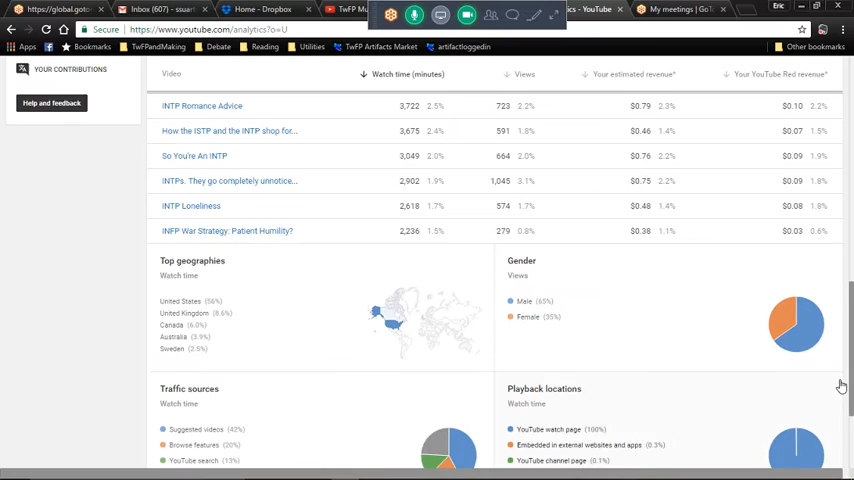 https://global.goto
Inbox (607) - ssuart
Home - Dropbox
TwFP Mu
cs - YouTube
My meetings | GoTo
Eric
Secure
https://www.youtube.com/analytics?o=U
Apps
Bookmarks
TwFPandMaking
Debate
Reading
Utilities
TwFP Artifacts Market
artifactloggedin
Other bookmarks
YOUR CONTRIBUTIONS
Help and feedback
Video Watch time (minutes) Views Your estimated revenue* Your YouTube Red revenue*
INTP Romance Advice 3,722 2.5% 723 2.2% $0.79 2.3% $0.10 2.2%
How the ISTP and the INTP shop for... 3,675 2.4% 591 1.8% $0.46 1.4% $0.07 1.5%
So You're An INTP 3,049 2.0% 664 2.0% $0.76 2.2% $0.09 1.9%
INTPs. They go completely unnotice... 2,902 1.9% 1,045 3.1% $0.75 2.2% $0.09 1.8%
INTP Loneliness 2,618 1.7% 574 1.7% $0.48 1.4% $0.08 1.8%
INFP War Strategy: Patient Humility? 2,236 1.5% 279 0.8% $0.38 1.1% $0.03 0.6%
Top geographies
Watch time
United States (56%)
United Kingdom (8.6%)
Canada (6.0%)
Australia (3.9%)
Sweden (2.5%)
Gender
Views
Male (65%)
Female (35%)
Traffic sources
Watch time
Suggested videos (42%)
Browse features (20%)
YouTube search (13%)
Playback locations
Watch time
YouTube watch page (100%)
Embedded in external websites and apps (0.3%)
YouTube channel page (0.1%)